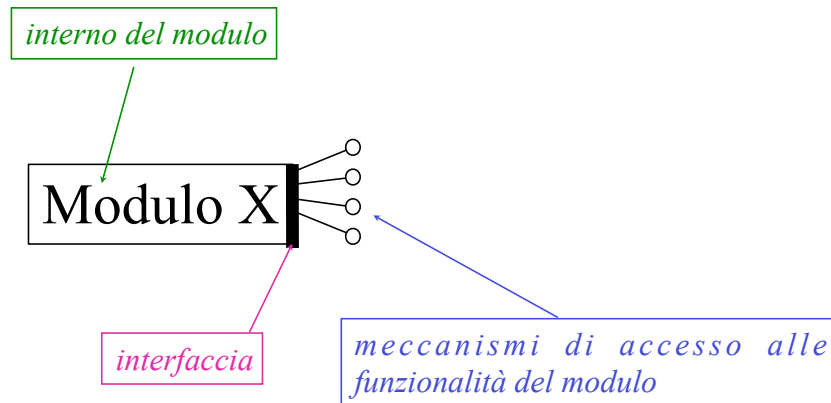 interno del modulo
Modulo X
interfaccia
meccanismi di accesso alle
funzionalità del modulo